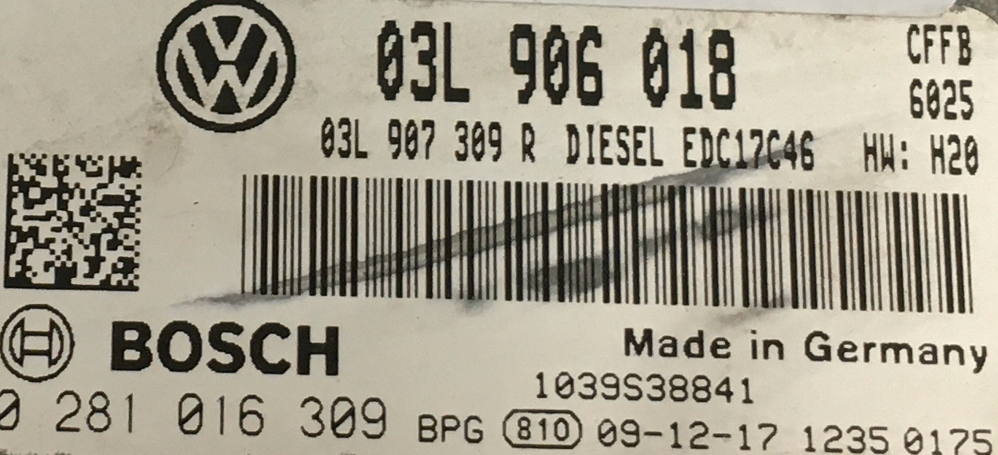 03L 906 018
CFFB
6025
03L 907 309 R DIESEL EDC17C46 HW: H20
BOSCH
Made in Germany
1039S38841
0 281 016 309 BPG 810 09-12-17 1235 0175